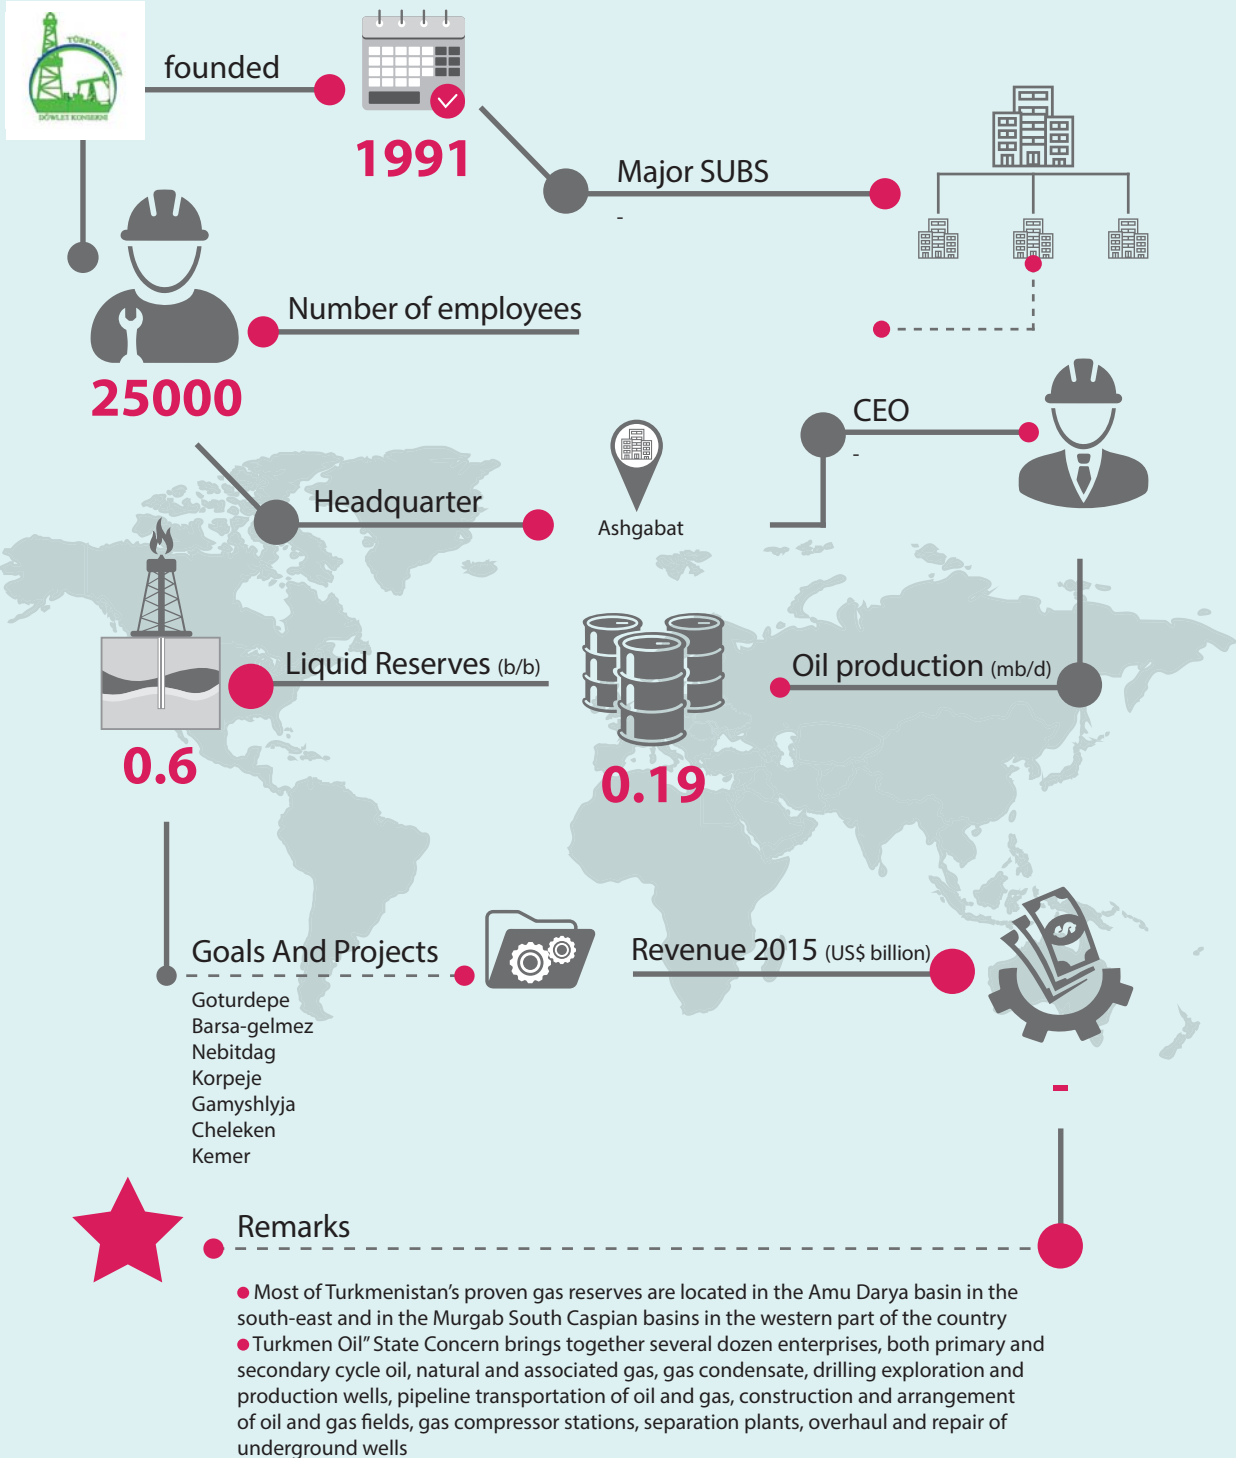 TÜRKMENNEBIT
DÖWLET KONSERNI
founded
1991
Major SUBS
-
Number of employees
25000
CEO
-
Headquarter
Ashgabat
Liquid Reserves (b/b)
0.6
Oil production (mb/d)
0.19
Goals And Projects
Goturdepe
Barsa-gelmez
Nebitdag
Korpeje
Gamyshlyja
Cheleken
Kemer
Revenue 2015 (US$ billion)
-
Remarks
● Most of Turkmenistan’s proven gas reserves are located in the Amu Darya basin in the
south-east and in the Murgab South Caspian basins in the western part of the country
● Turkmen Oil” State Concern brings together several dozen enterprises, both primary and
secondary cycle oil, natural and associated gas, gas condensate, drilling exploration and
production wells, pipeline transportation of oil and gas, construction and arrangement
of oil and gas fields, gas compressor stations, separation plants, overhaul and repair of
underground wells